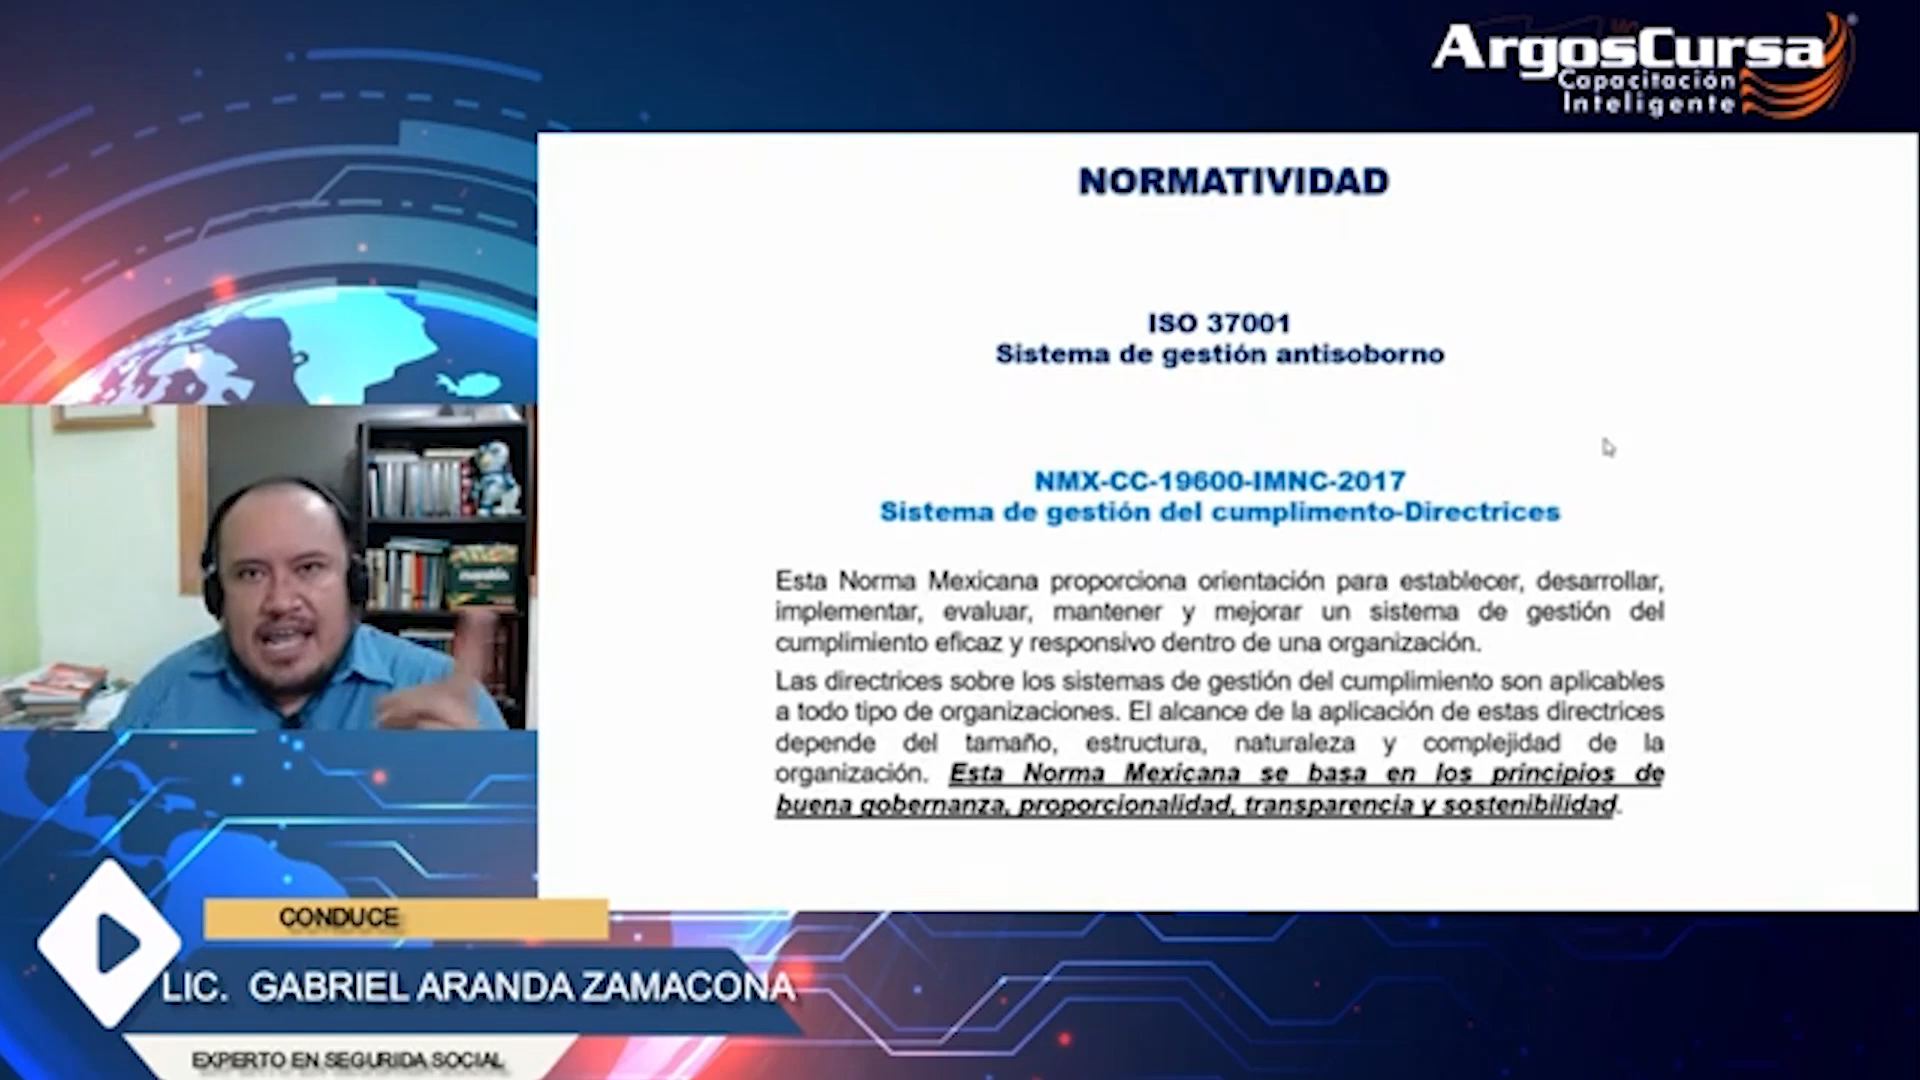 ArgosCursa
Capacitación
Inteligente
NORMATIVIDAD
ISO 37001
Sistema de gestión antisoborno
NMX-CC-19600-IMNC-2017
Sistema de gestión del cumplimento-Directrices
Esta Norma Mexicana proporciona orientación para establecer, desarrollar,
implementar, evaluar, mantener y mejorar un sistema de gestión del
cumplimiento eficaz y responsivo dentro de una organización.
Las directrices sobre los sistemas de gestión del cumplimiento son aplicables
a todo tipo de organizaciones. El alcance de la aplicación de estas directrices
depende del tamaño, estructura, naturaleza y complejidad de la
organización. Esta Norma Mexicana se basa en los principios de
buena gobernanza, proporcionalidad, transparencia y sostenibilidad.
CONDUCE
LIC. GABRIEL ARANDA ZAMACONA
EXPERTO EN SEGURIDA SOCIAL